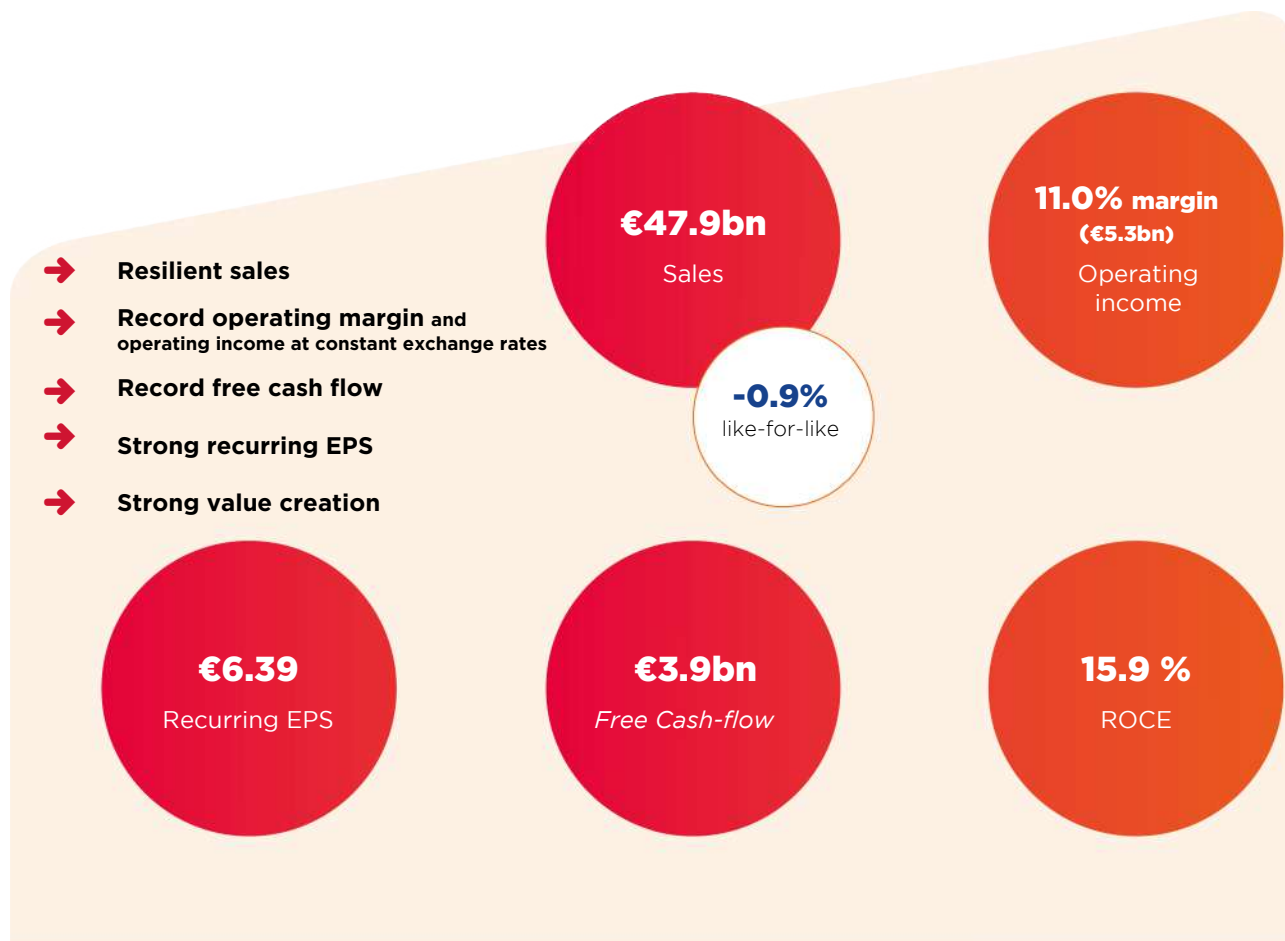 Resilient sales
Record operating margin and
operating income at constant exchange rates
Record free cash flow
Strong recurring EPS
Strong value creation
€47.9bn
Sales
-0.9%
like-for-like
11.0% margin
(€5.3bn)
Operating
income
€6.39
Recurring EPS
€3.9bn
Free Cash-flow
15.9 %
ROCE